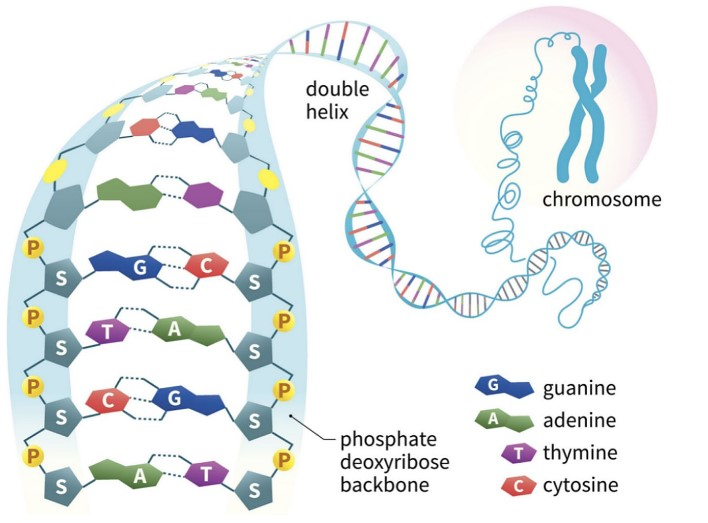 double
helix
chromosome
P P
G C
S S
P P
T A
S S
P P
C G
S S
P P
A T
S S
phosphate
deoxyribose
backbone
G guanine
A adenine
T thymine
C cytosine